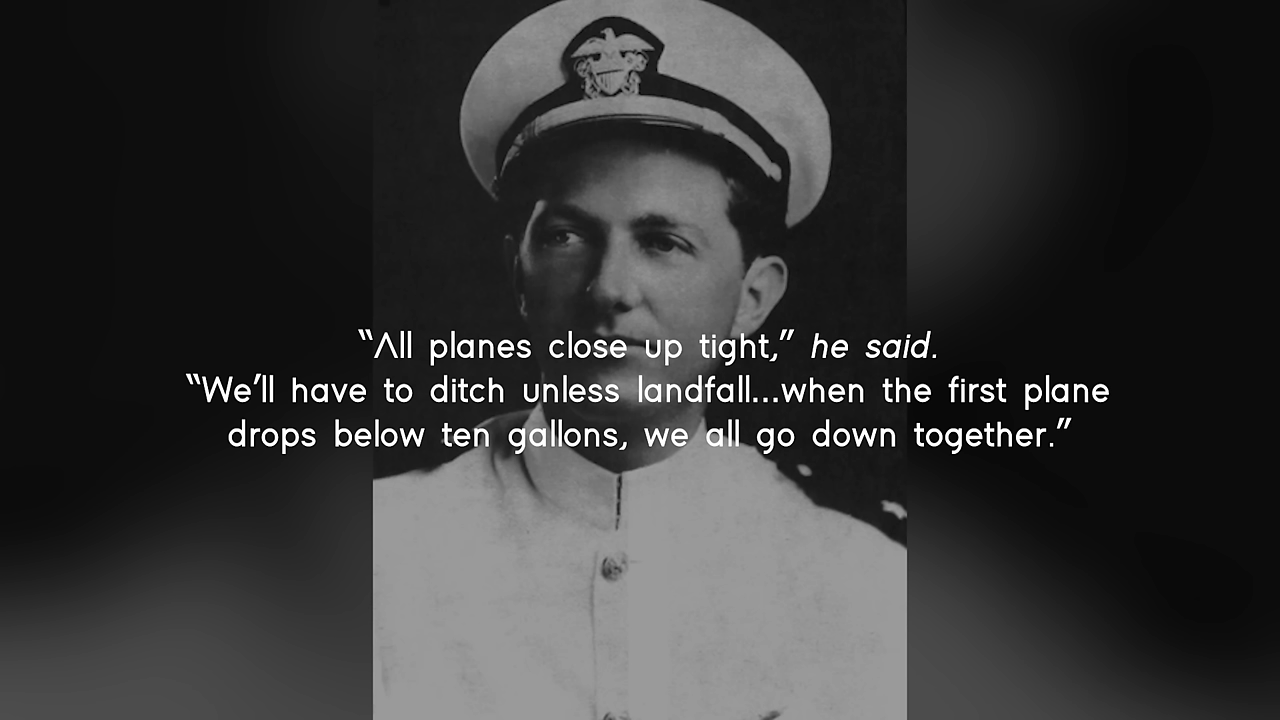 “All planes close up tight,” he said.
“We’ll have to ditch unless landfall...when the first plane
drops below ten gallons, we all go down together.”